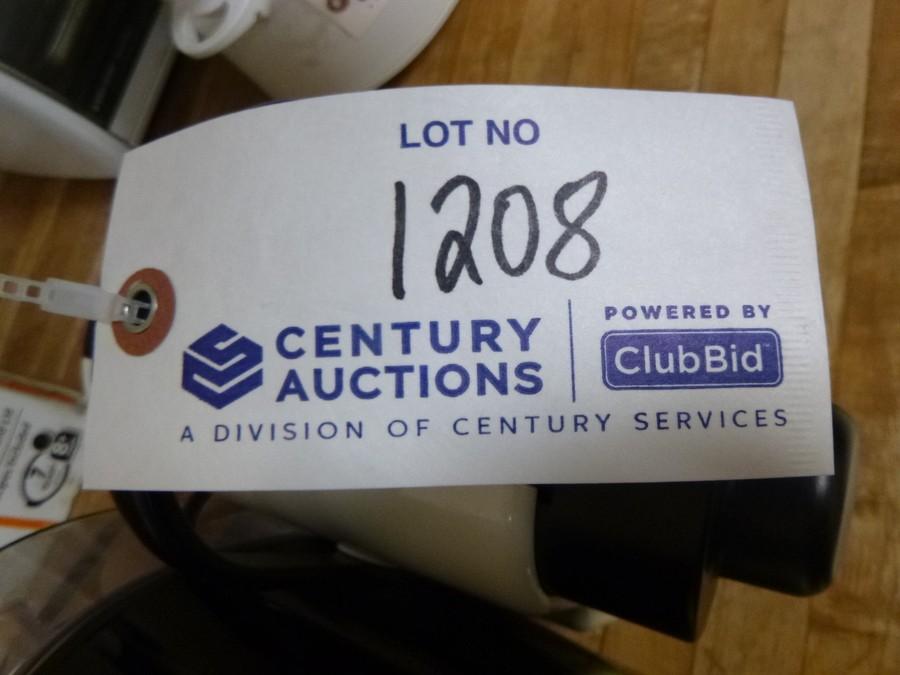 LOT NO
1208
CENTURY
AUCTIONS
POWERED BY
ClubBid
A DIVISION OF CENTURY SERVICES